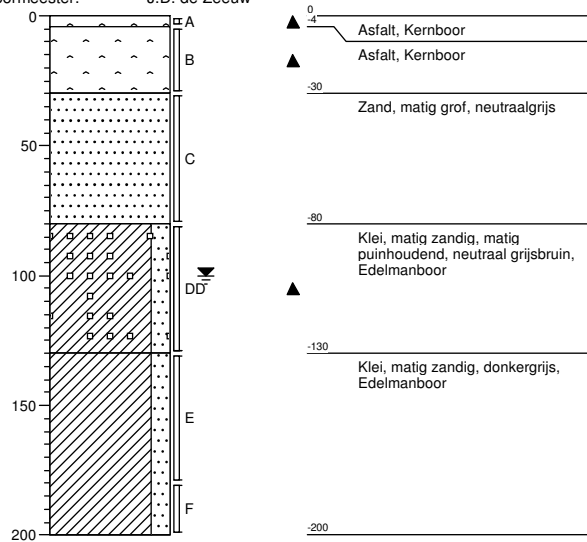 J.D. de Zeeuw
0
A
B
50
C
100
DD
150
E
F
200
0
-4
Asfalt, Kernboor
Asfalt, Kernboor
-30
Zand, matig grof, neutraalgrijs
-80
Klei, matig zandig, matig
puinhoudend, neutraal grijsbruin,
Edelmanboor
-130
Klei, matig zandig, donkergrijs,
Edelmanboor
-200